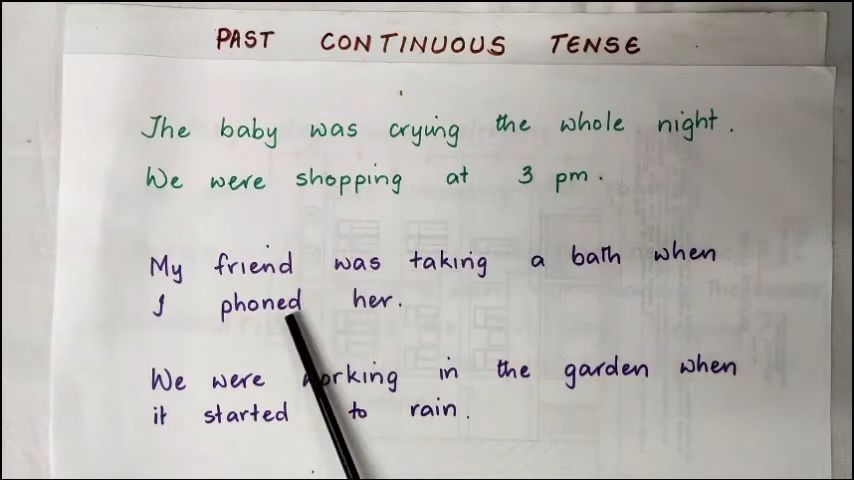 PAST CONTINUOUS TENSE
The baby was crying the whole night.
We were shopping at 3 pm.
My friend was taking a bath when
I phoned her.
We were working in the garden when
it started to rain.